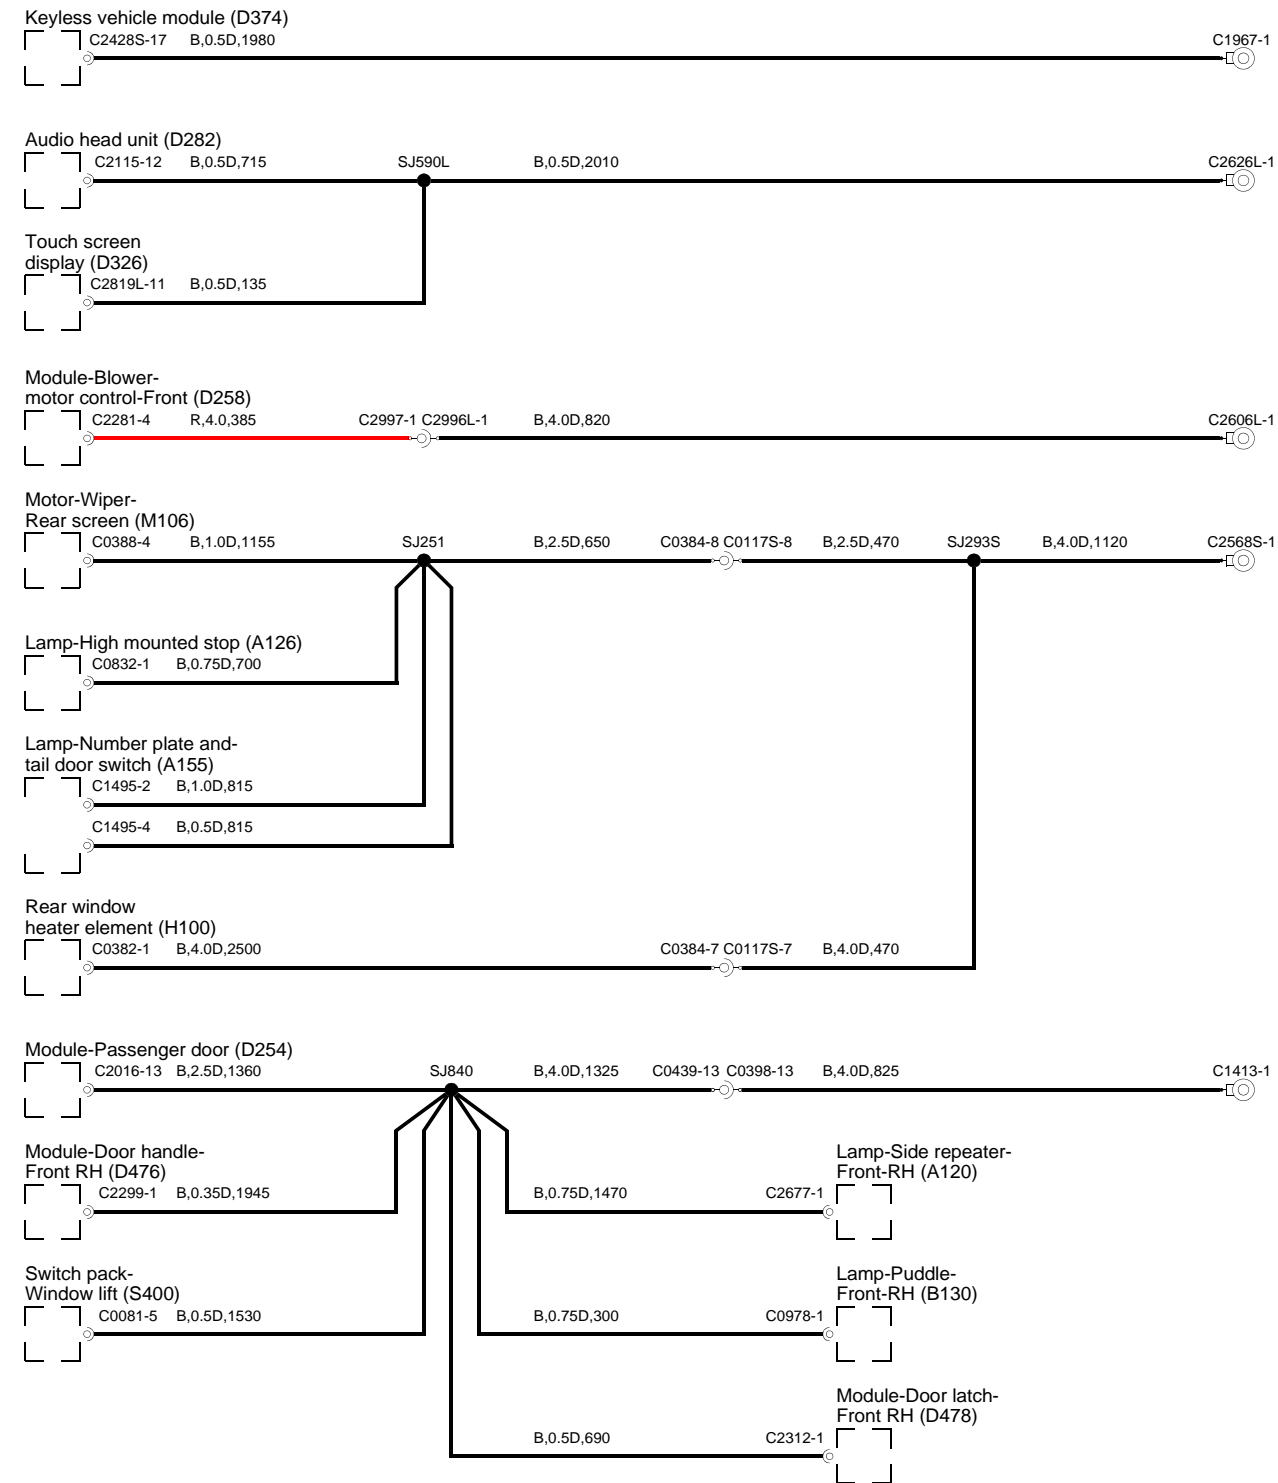 Keyless vehicle module (D374)
C2428S-17 B,0.5D,1980 C1967-1
Audio head unit (D282)
C2115-12 B,0.5D,715 SJ590L B,0.5D,2010 C2626L-1
Touch screen
display (D326)
C2819L-11 B,0.5D,135
Module-Blower-
motor control-Front (D258)
C2281-4 R,4.0,385 C2997-1 C2996L-1 B,4.0D,820 C2606L-1
Motor-Wiper-
Rear screen (M106)
C0388-4 B,1.0D,1155 SJ251 B,2.5D,650 C0384-8 C0117S-8 B,2.5D,470 SJ293S B,4.0D,1120 C2568S-1
Lamp-High mounted stop (A126)
C0832-1 B,0.75D,700
Lamp-Number plate and-
tail door switch (A155)
C1495-2 B,1.0D,815
C1495-4 B,0.5D,815
Rear window
heater element (H100)
C0382-1 B,4.0D,2500 C0384-7 C0117S-7 B,4.0D,470
Module-Passenger door (D254)
C2016-13 B,2.5D,1360 SJ840 B,4.0D,1325 C0439-13 C0398-13 B,4.0D,825 C1413-1
Module-Door handle-
Front RH (D476)
C2299-1 B,0.35D,1945
Lamp-Side repeater-
Front-RH (A120)
B,0.75D,1470 C2677-1
Switch pack-
Window lift (S400)
C0081-5 B,0.5D,1530
Lamp-Puddle-
Front-RH (B130)
B,0.75D,300 C0978-1
Module-Door latch-
Front RH (D478)
B,0.5D,690 C2312-1